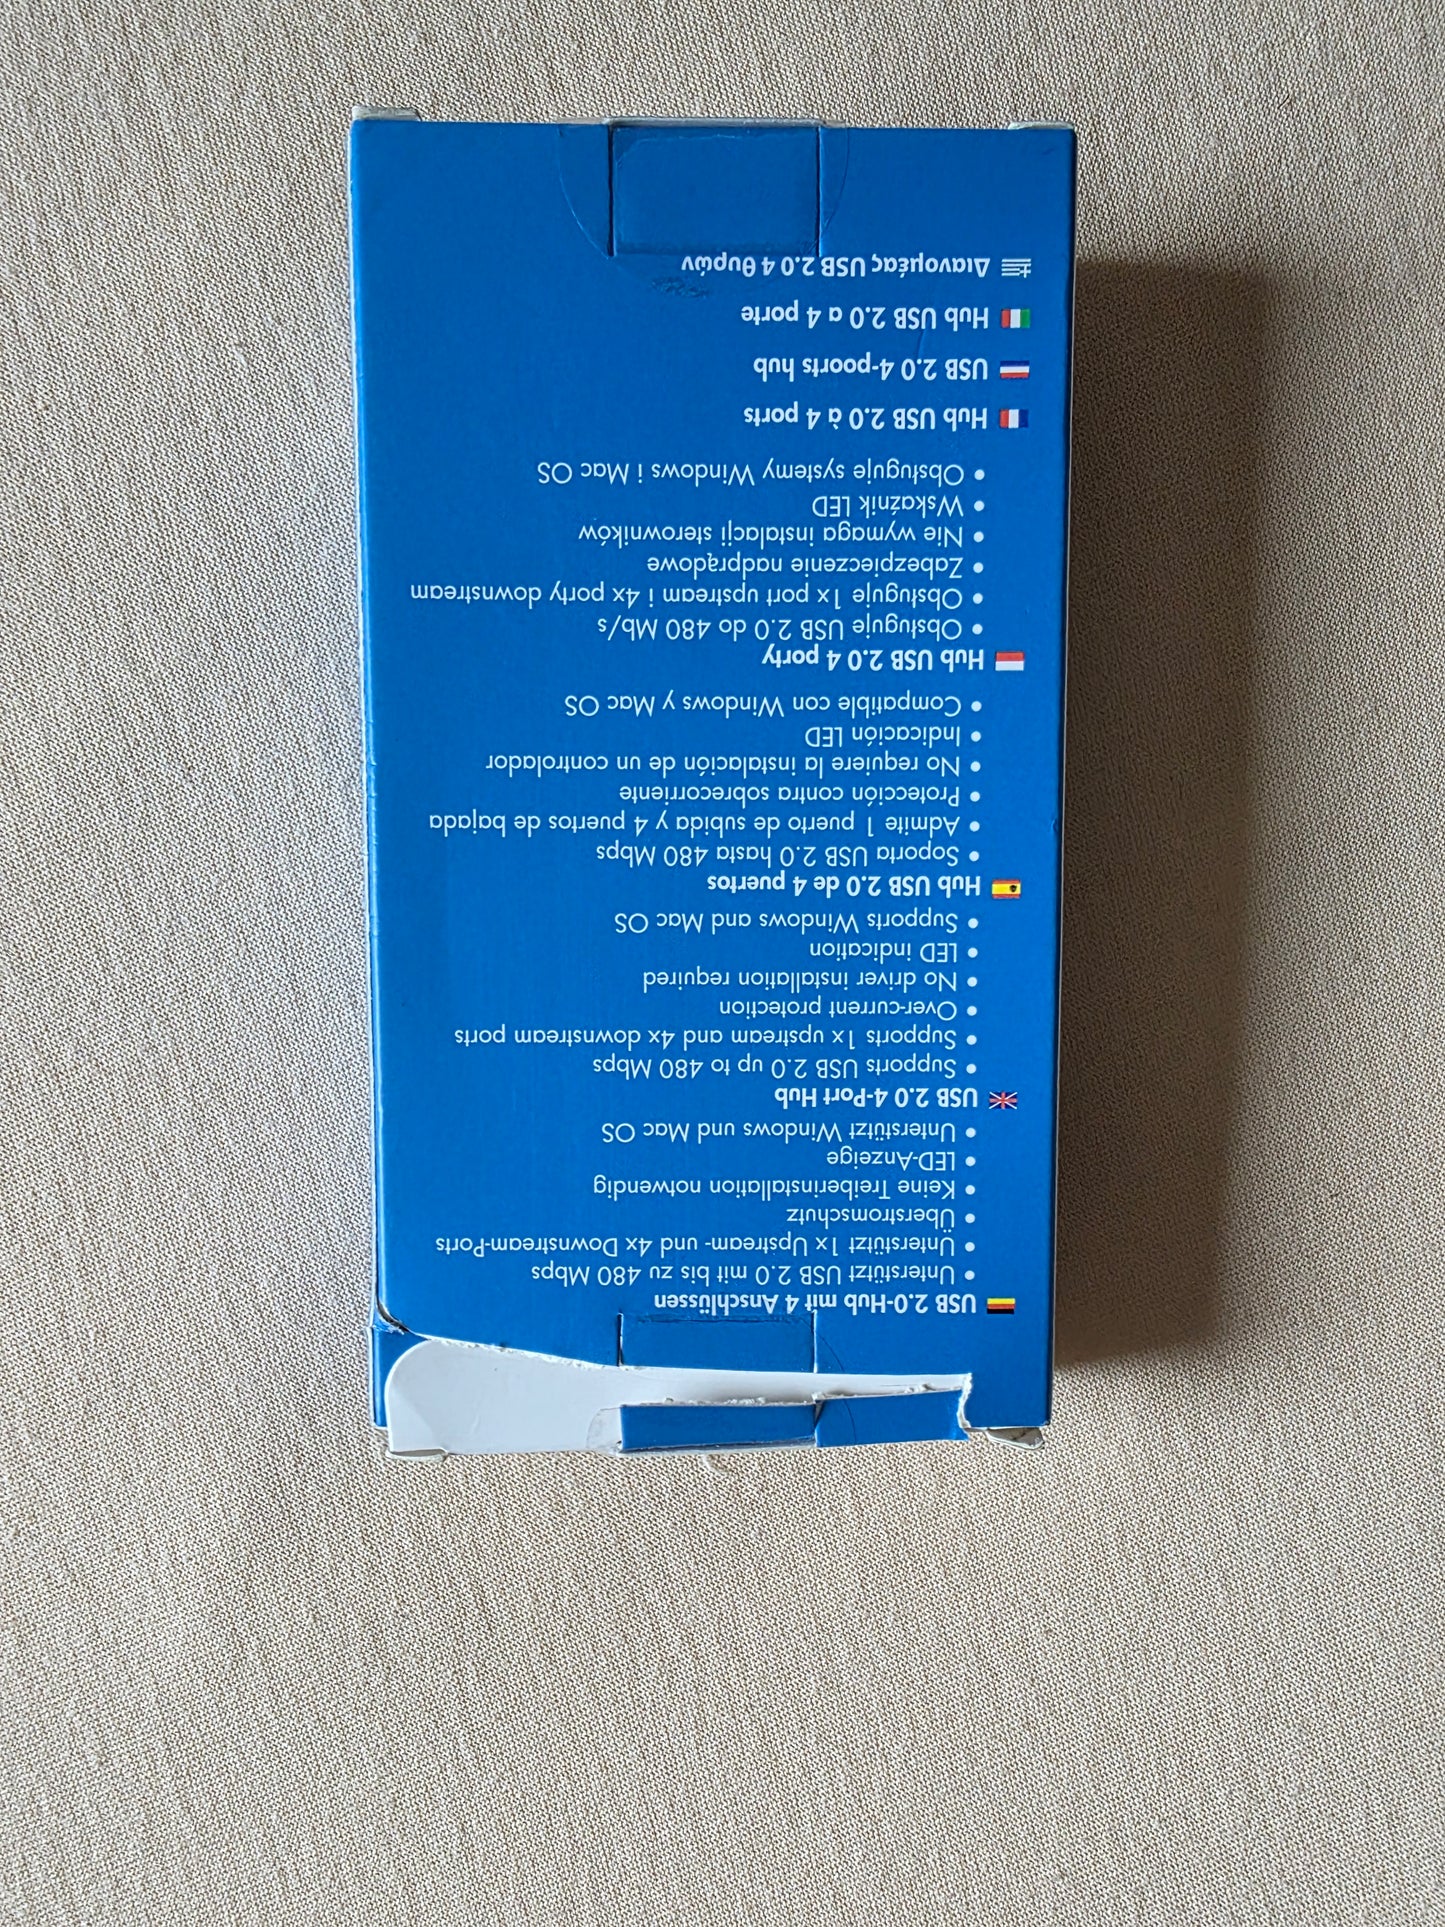 USB 2.0-Hub mit 4 Anschlüssen
• Unterstützt USB 2.0 mit bis zu 480 Mbps
• Unterstützt 1x Upstream- und 4x Downstream-Ports
• Überstromschutz
• Keine Treiberinstallation notwendig
• LED-Anzeige
• Unterstützt Windows und Mac OS
USB 2.0 4-Port Hub
• Supports USB 2.0 up to 480 Mbps
• Supports 1x upstream and 4x downstream ports
• Over-current protection
• No driver installation required
• LED indication
• Supports Windows and Mac OS
Hub USB 2.0 de 4 puertos
• Soporta USB 2.0 hasta 480 Mbps
• Admite 1 puerto de subida y 4 puertos de bajada
• Protección contra sobrecorriente
• No requiere la instalación de un controlador
• Indicación LED
• Compatible con Windows y Mac OS
Hub USB 2.0 4 porty
• Obsługuje USB 2.0 do 480 Mb/s
• Obsługuje 1x port upstream i 4x porty downstream
• Zabezpieczenie nadprądowe
• Nie wymaga instalacji sterowników
• Wskaźnik LED
• Obsługuje systemy Windows i Mac OS
Hub USB 2.0 à 4 ports
USB 2.0 4-poorts hub
Hub USB 2.0 a 4 porte
Διανομέας USB 2.0 4 θυρών